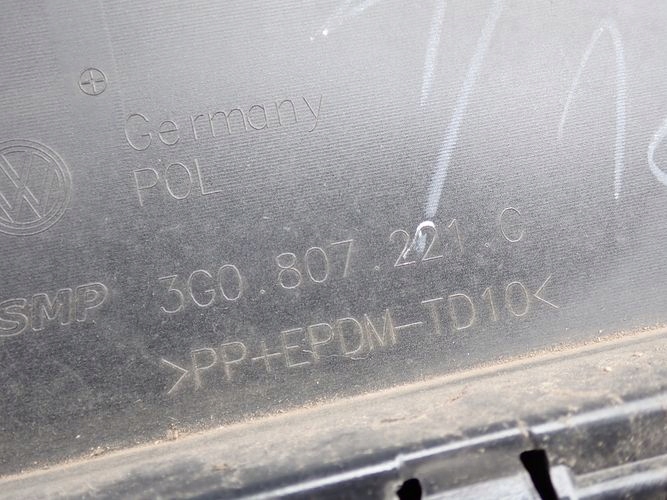 Germany
POL
3G0.807.221.C
SMP
>PP+EPDM-TD10<